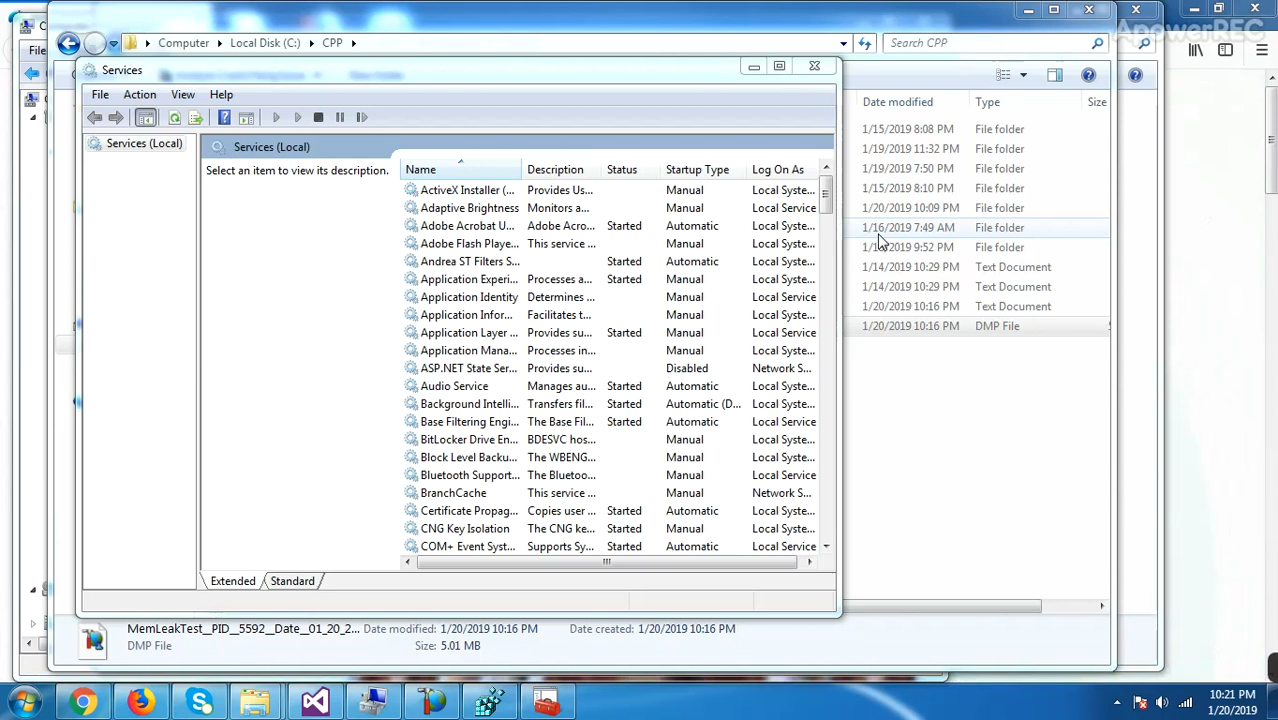 ApowerREC
File
Computer
Local Disk (C:)
CPP
Search CPP
Services
File Action View Help
Services (Local)
Services (Local)
Select an item to view its description.
Name Description Status Startup Type Log On As
ActiveX Installer (... Provides Us... Manual Local Syste...
Adaptive Brightness Monitors a... Manual Local Service
Adobe Acrobat U... Adobe Acro... Started Automatic Local Syste...
Adobe Flash Playe... This service ... Manual Local Syste...
Andrea ST Filters S... Started Automatic Local Syste...
Application Experi... Processes a... Started Manual Local Syste...
Application Identity Determines ... Manual Local Service
Application Infor... Facilitates t... Manual Local Syste...
Application Layer ... Provides su... Started Manual Local Service
Application Mana... Processes in... Manual Local Syste...
ASP.NET State Ser... Provides su... Disabled Network S...
Audio Service Manages au... Started Automatic Local Syste...
Background Intelli... Transfers fil... Started Automatic (D... Local Syste...
Base Filtering Engi... The Base Fil... Started Automatic Local Service
BitLocker Drive En... BDESVC hos... Manual Local Syste...
Block Level Backu... The WBENG... Manual Local Syste...
Bluetooth Support... The Bluetoo... Manual Local Service
BranchCache This service ... Manual Network S...
Certificate Propag... Copies user ... Started Automatic Local Syste...
CNG Key Isolation The CNG ke... Started Manual Local Syste...
COM+ Event Syst... Supports Sy... Started Automatic Local Service
Extended Standard
Date modified Type Size
1/15/2019 8:08 PM File folder
1/19/2019 11:32 PM File folder
1/19/2019 7:50 PM File folder
1/15/2019 8:10 PM File folder
1/20/2019 10:09 PM File folder
1/16/2019 7:49 AM File folder
2019 9:52 PM File folder
1/14/2019 10:29 PM Text Document
1/14/2019 10:29 PM Text Document
1/20/2019 10:16 PM Text Document
1/20/2019 10:16 PM DMP File
MemLeakTest__PID__5592__Date__01_20_2... Date modified: 1/20/2019 10:16 PM Date created: 1/20/2019 10:16 PM
DMP File Size: 5.01 MB
10:21 PM
1/20/2019